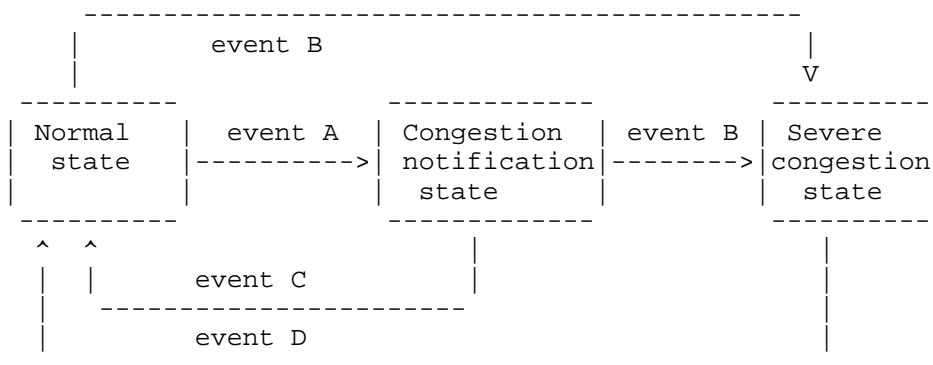 event B
V
Normal event A Congestion event B Severe
state notification congestion
state state
event C
event D